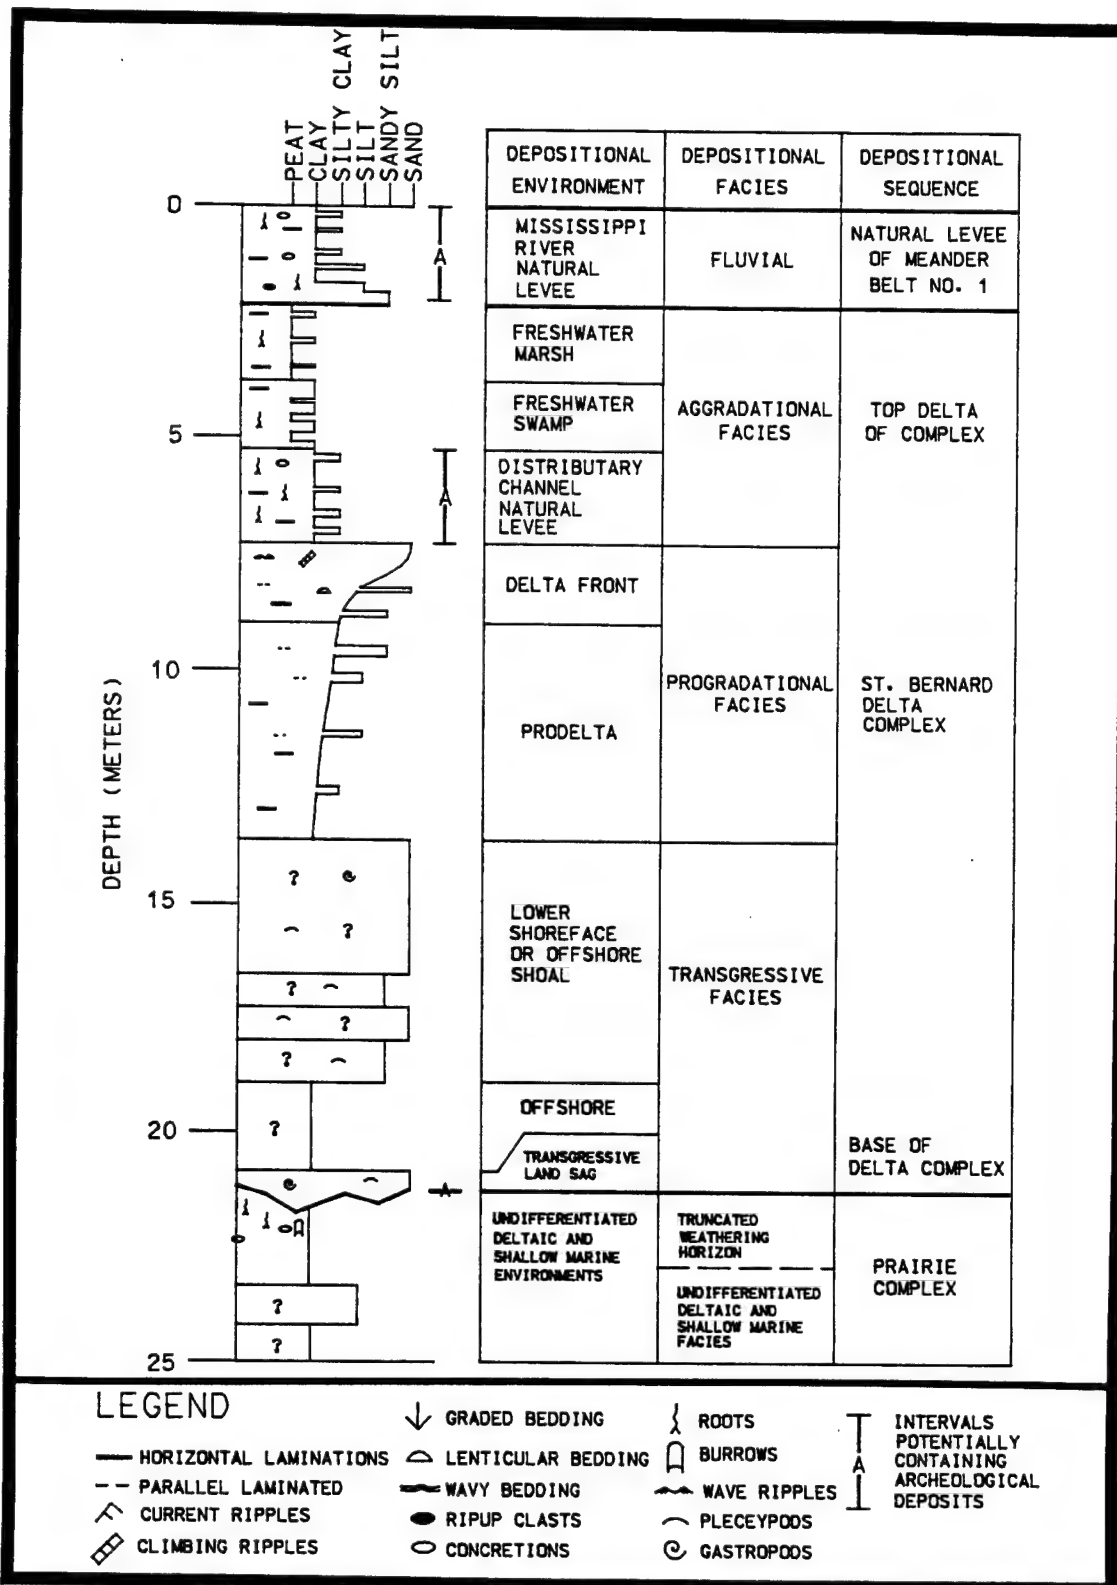 PEAT
CLAY
SILTY CLAY
SILT
SANDY SILT
SAND
DEPOSITIONAL
ENVIRONMENT
DEPOSITIONAL
FACIES
DEPOSITIONAL
SEQUENCE
0
A
MISSISSIPPI
RIVER
NATURAL
LEVEE
FLUVIAL
NATURAL LEVEE
OF MEANDER
BELT NO. 1
FRESHWATER
MARSH
FRESHWATER
SWAMP
AGGRADATIONAL
FACIES
TOP DELTA
OF COMPLEX
5
A
DISTRIBUTARY
CHANNEL
NATURAL
LEVEE
DELTA FRONT
10
DEPTH (METERS)
PRODELTA
PROGRADATIONAL
FACIES
ST. BERNARD
DELTA
COMPLEX
? 
15
?
LOWER
SHOREFACE
OR OFFSHORE
SHOAL
TRANSGRESSIVE
FACIES
?
?
?
OFFSHORE
20
?
TRANSGRESSIVE
LAND SAG
BASE OF
DELTA COMPLEX
A
UNDIFFERENTIATED
DELTAIC AND
SHALLOW MARINE
ENVIRONMENTS
TRUNCATED
WEATHERING
HORIZON
PRAIRIE
COMPLEX
?
UNDIFFERENTIATED
DELTAIC AND
SHALLOW MARINE
FACIES
?
25
LEGEND
HORIZONTAL LAMINATIONS
PARALLEL LAMINATED
CURRENT RIPPLES
CLIMBING RIPPLES
GRADED BEDDING
LENTICULAR BEDDING
WAVY BEDDING
RIPUP CLASTS
CONCRETIONS
ROOTS
BURROWS
WAVE RIPPLES
PLECEYPODS
GASTROPODS
A
INTERVALS
POTENTIALLY
CONTAINING
ARCHEOLOGICAL
DEPOSITS